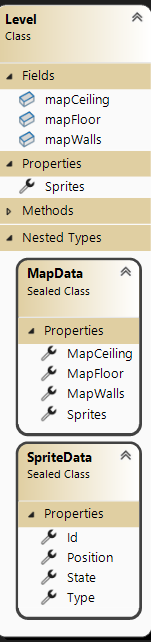 Level
Class
Fields
mapCeiling
mapFloor
mapWalls
Properties
Sprites
Methods
Nested Types
MapData
Sealed Class
Properties
MapCeiling
MapFloor
MapWalls
Sprites
SpriteData
Sealed Class
Properties
Id
Position
State
Type